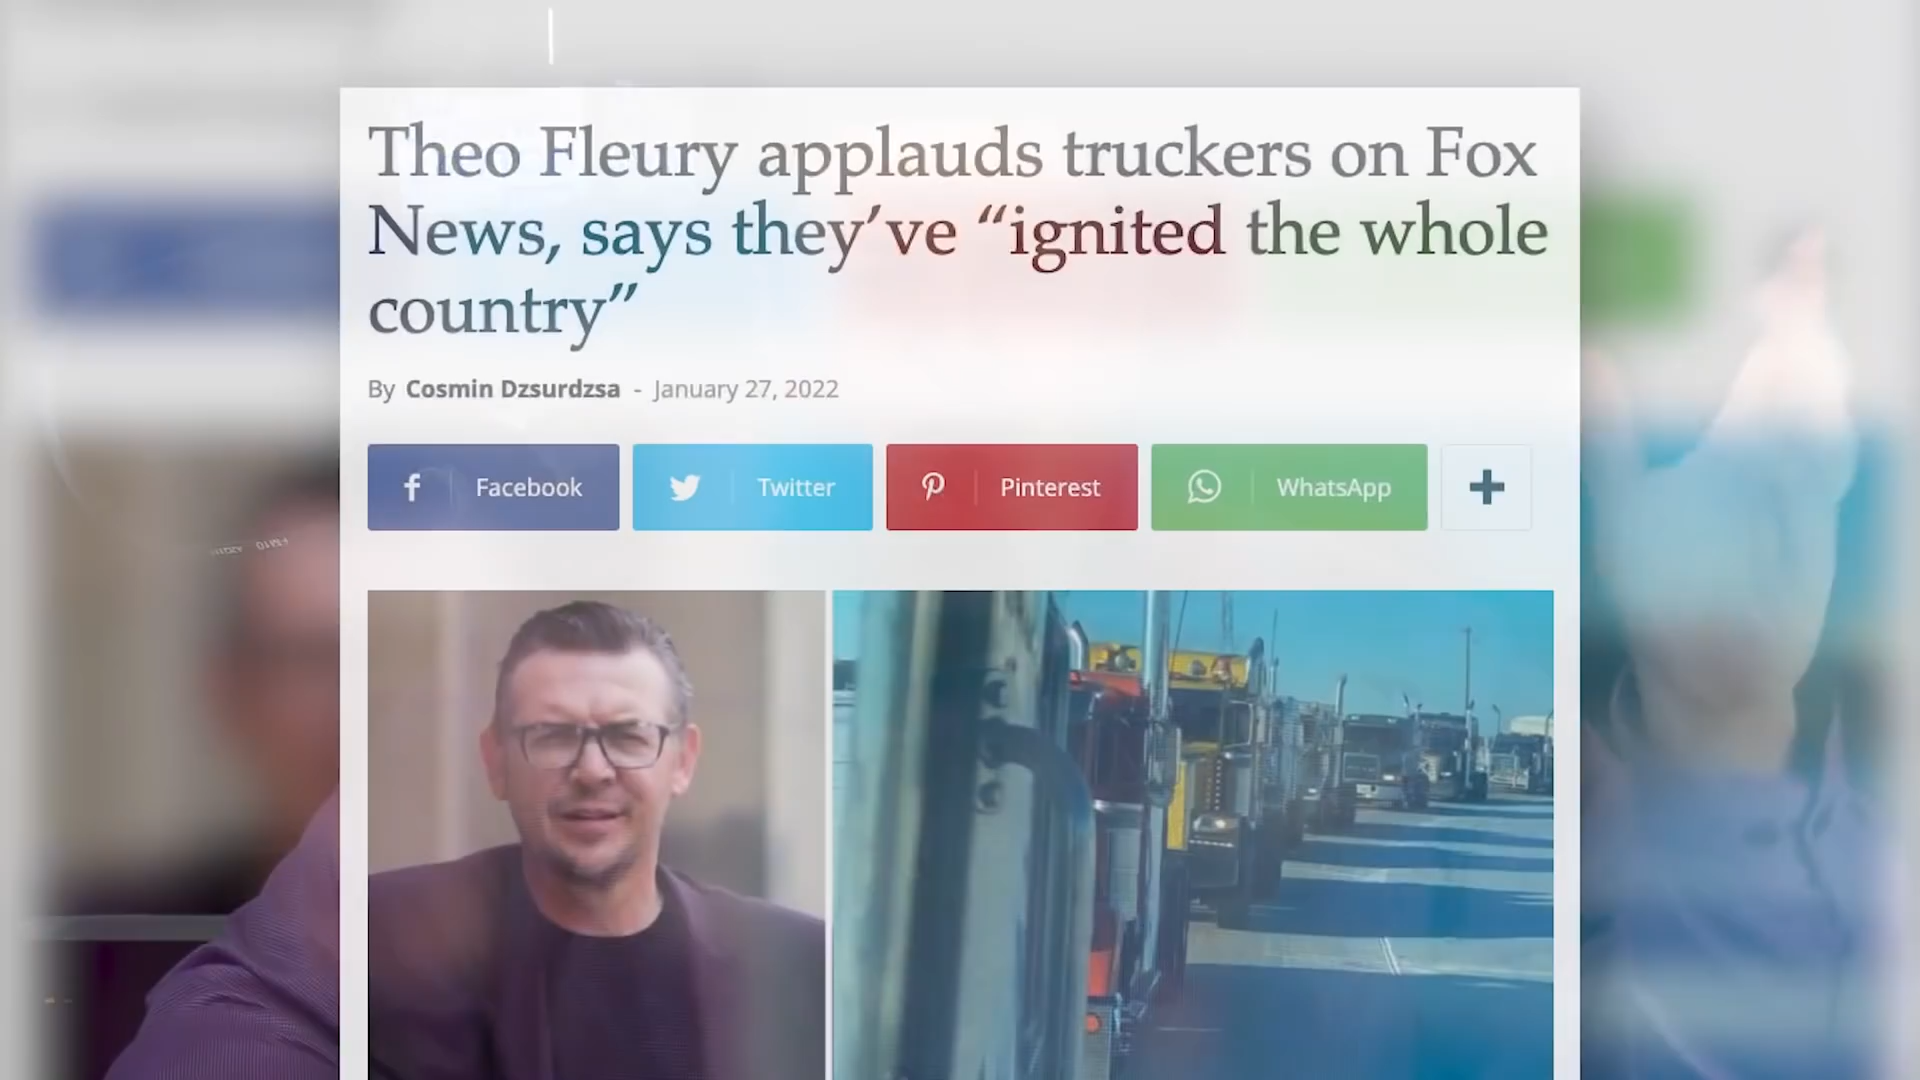 Theo Fleury applauds truckers on Fox
News, says they’ve “ignited the whole
country”
By Cosmin Dzsurdzsa - January 27, 2022
Facebook
Twitter
Pinterest
WhatsApp